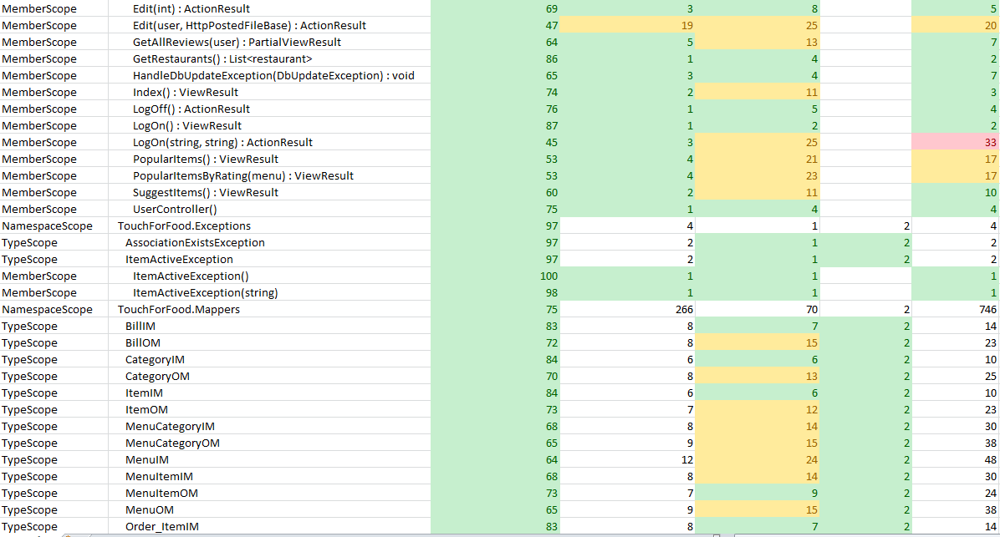 MemberScope Edit(int) : ActionResult 69 3 8 5
MemberScope Edit(user, HttpPostedFileBase) : ActionResult 47 19 25 20
MemberScope GetAllReviews(user) : PartialViewResult 64 5 13 7
MemberScope GetRestaurants() : List<restaurant> 86 1 4 2
MemberScope HandleDbUpdateException(DbUpdateException) : void 65 3 4 7
MemberScope Index() : ViewResult 74 2 11 3
MemberScope LogOff() : ActionResult 76 1 5 4
MemberScope LogOn() : ViewResult 87 1 2 2
MemberScope LogOn(string, string) : ActionResult 45 3 25 33
MemberScope PopularItems() : ViewResult 53 4 21 17
MemberScope PopularItemsByRating(menu) : ViewResult 53 4 23 17
MemberScope SuggestItems() : ViewResult 60 2 11 10
MemberScope UserController() 75 1 4 4
NamespaceScope TouchForFood.Exceptions 97 4 1 2 4
TypeScope AssociationExistsException 97 2 1 2 2
TypeScope ItemActiveException 97 2 1 2 2
MemberScope ItemActiveException() 100 1 1 1
MemberScope ItemActiveException(string) 98 1 1 1
NamespaceScope TouchForFood.Mappers 75 266 70 2 746
TypeScope BillIM 83 8 7 2 14
TypeScope BillOM 72 8 15 2 23
TypeScope CategoryIM 84 6 6 2 10
TypeScope CategoryOM 70 8 13 2 25
TypeScope ItemIM 84 6 6 2 10
TypeScope ItemOM 73 7 12 2 23
TypeScope MenuCategoryIM 68 8 14 2 30
TypeScope MenuCategoryOM 65 9 15 2 38
TypeScope MenuIM 64 12 24 2 48
TypeScope MenuItemIM 68 8 14 2 30
TypeScope MenuItemOM 73 7 9 2 24
TypeScope MenuOM 65 9 15 2 38
TypeScope Order_ItemIM 83 8 7 2 14